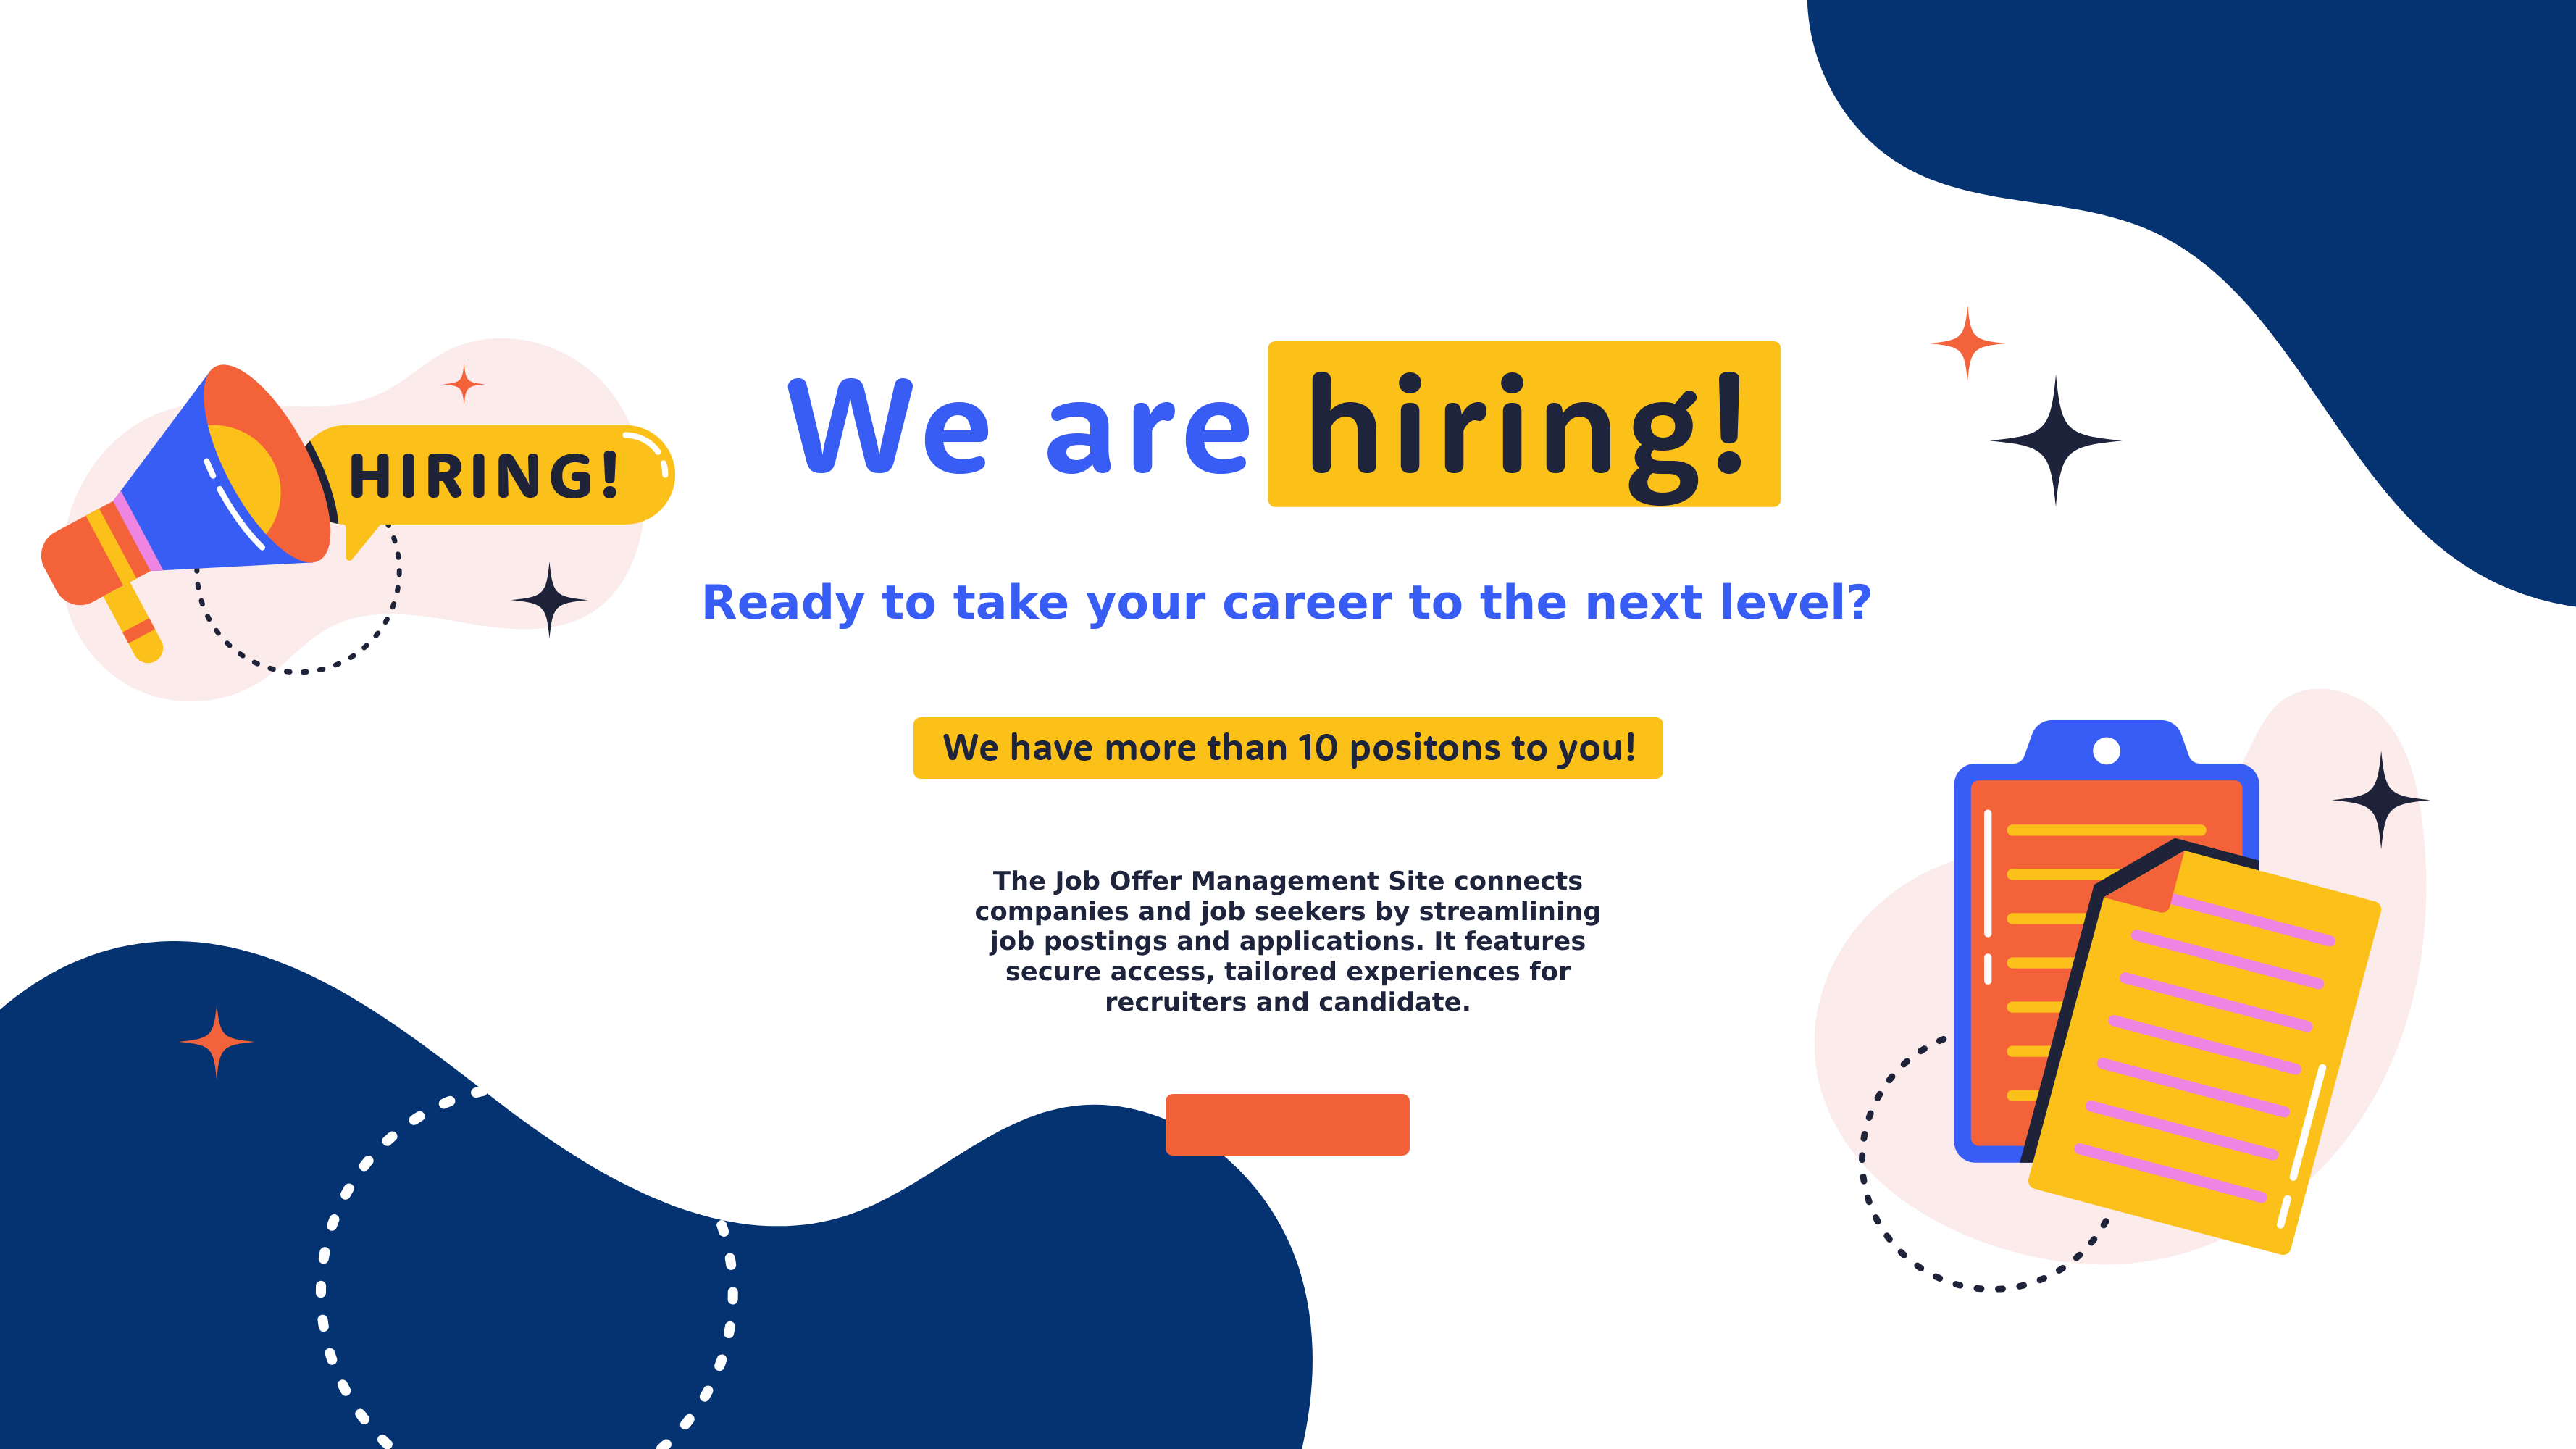 We are hiring!
HIRING!
Ready to take your career to the next level?
We have more than 10 positons to you!
The Job Offer Management Site connects
companies and job seekers by streamlining
job postings and applications. It features
secure access, tailored experiences for
recruiters and candidate.